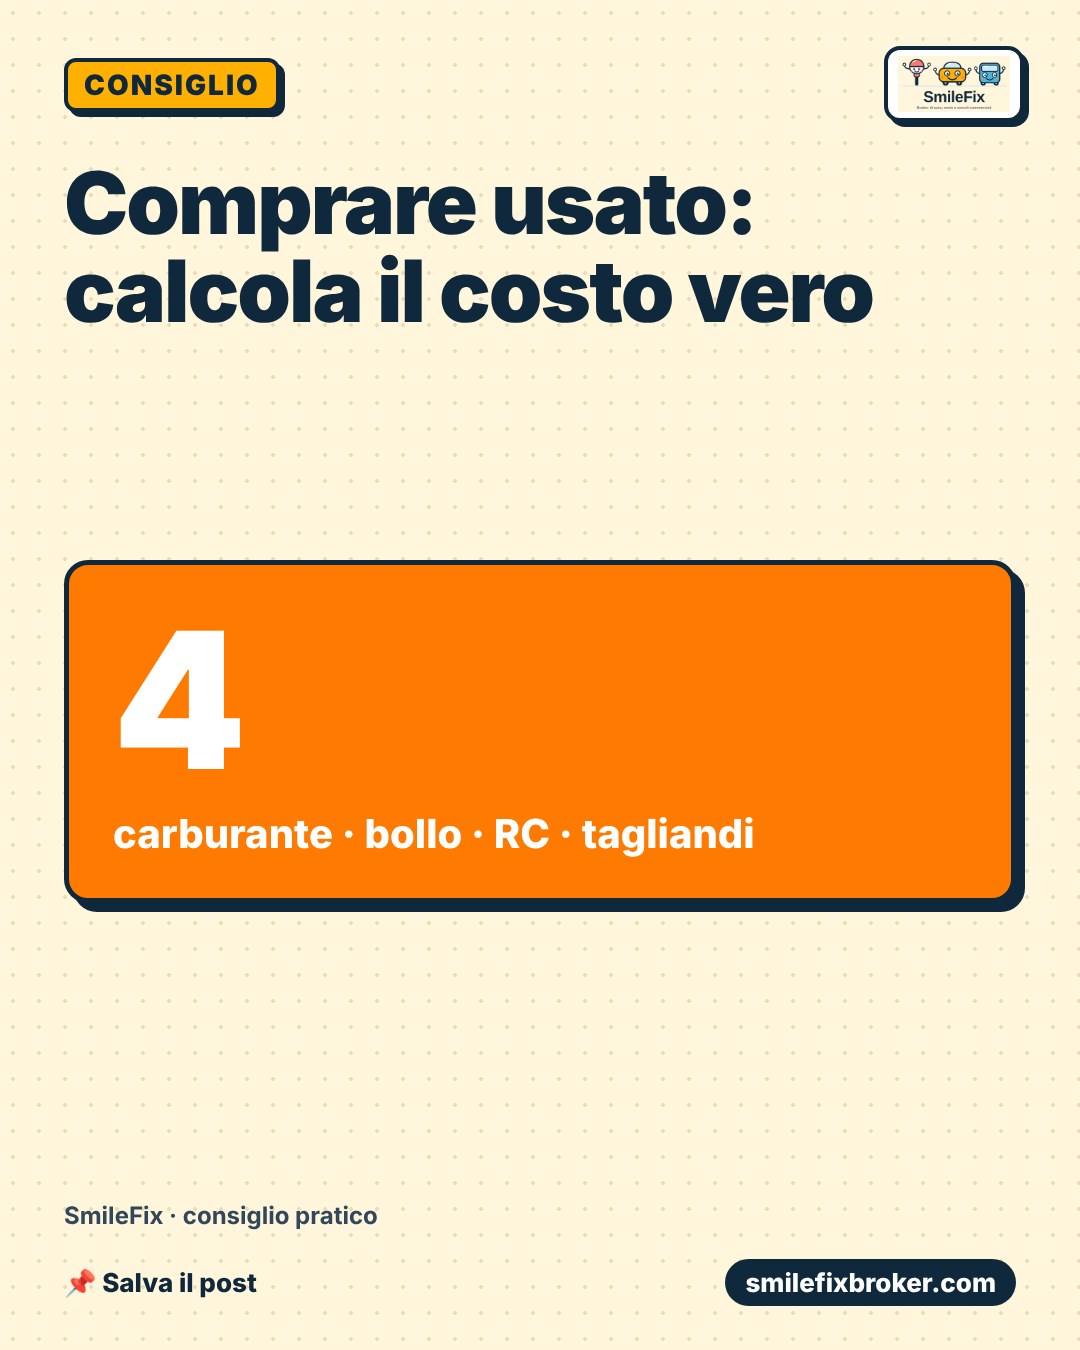 CONSIGLIO
SmileFix
Comprare usato:
calcola il costo vero
4
carburante · bollo · RC · tagliandi
SmileFix · consiglio pratico
📌 Salva il post
smilefixbroker.com